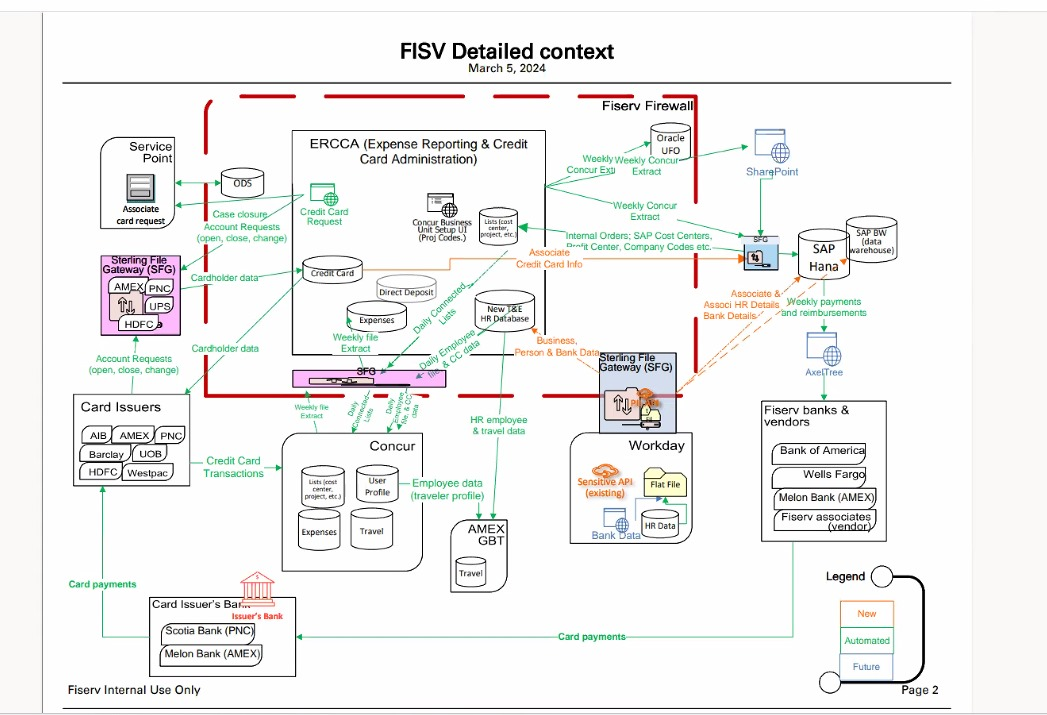 FISV Detailed context
March 5, 2024
Fiserv Firewall
Service
Point
Associate
card request
ODS
ERCCA (Expense Reporting & Credit
Card Administration)
Credit Card
Request
Concur Business
Unit Setup UI
(Proj Codes.)
Lists (cost
center,
project, etc.)
Oracle
UFO
Weekly
Concur Ext
Weekly Concur
Extract
SharePoint
Weekly Concur
Extract
Internal Orders; SAP Cost Centers,
Profit Center, Company Codes etc.
SFG
SAP
Hana
SAP BW
(data
warehouse)
Case closure
Account Requests
(open, close, change)
Sterling File
Gateway (SFG)
AMEX
PNC
UPS
HDFC
Cardholder data
Credit Card
Associate
Credit Card Info
Direct Deposit
Expenses
New T&E
HR Database
Daily Connected
Lists
Weekly file
Extract
Daily Employee
file & CC data
Business,
Person & Bank Data
Associate &
Associ HR Details
Bank Details
Weekly payments
and reimbursements
AxelTree
Cardholder data
Account Requests
(open, close, change)
SFG
Sterling File
Gateway (SFG)
Weekly file
Extract
Daily
Connected
Lists
Daily
employee
file & CC
data
HR employee
& travel data
Card Issuers
AIB
AMEX
PNC
Barclay
UOB
HDFC
Westpac
Credit Card
Transactions
Concur
Lists (cost
center,
project, etc.)
User
Profile
Expenses
Travel
Employee data
(traveler profile)
AMEX
GBT
Travel
Workday
Sensitive API
(existing)
Flat File
Bank Data
HR Data
Fiserv banks &
vendors
Bank of America
Wells Fargo
Melon Bank (AMEX)
Fiserv associates
(vendor)
Card payments
Card Issuer's Bank
Issuer's Bank
Scotia Bank (PNC)
Melon Bank (AMEX)
Card payments
Legend
New
Automated
Future
Fiserv Internal Use Only
Page 2